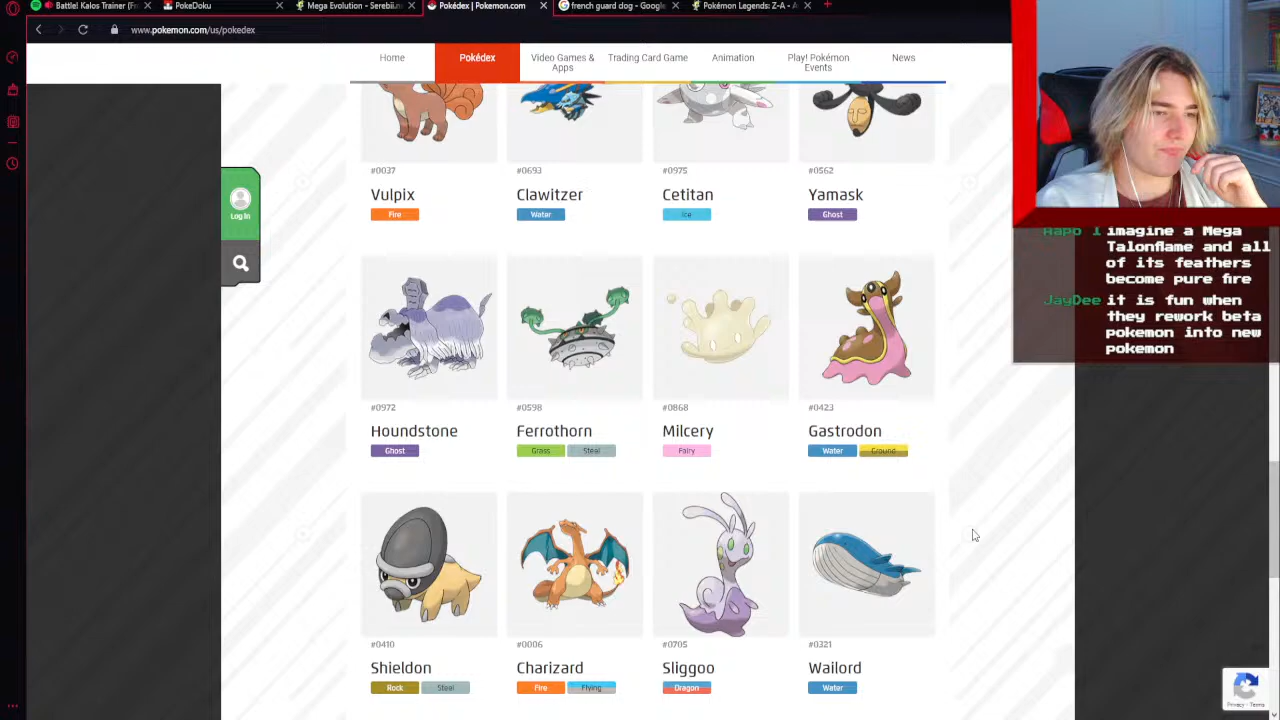 Battle! Kalos Trainer (F
PokeDoku
Mega Evolution - Serebii.n
Pokédex | Pokemon.com
french guard dog - Google
Pokémon Legends: Z-A -
www.pokemon.com/us/pokedex
Home
Pokédex
Video Games &
Apps
Trading Card Game
Animation
Play! Pokémon
Events
News
Log In
#0037
#0693
#0975
#0562
Vulpix
Clawitzer
Cetitan
Yamask
Fire
Water
Ice
Ghost
#0972
#0598
#0868
#0423
Houndstone
Ferrothorn
Milcery
Gastrodon
Ghost
Grass Steel
Fairy
Water Ground
#0410
#0006
#0705
#0321
Shieldon
Charizard
Sliggoo
Wailord
Rock Steel
Fire Flying
Dragon
Water
imagine a Mega
Talonflame and all
of its feathers
become pure fire
JayDee it is fun when
they rework beta
pokemon into new
pokemon
Privacy - Terms